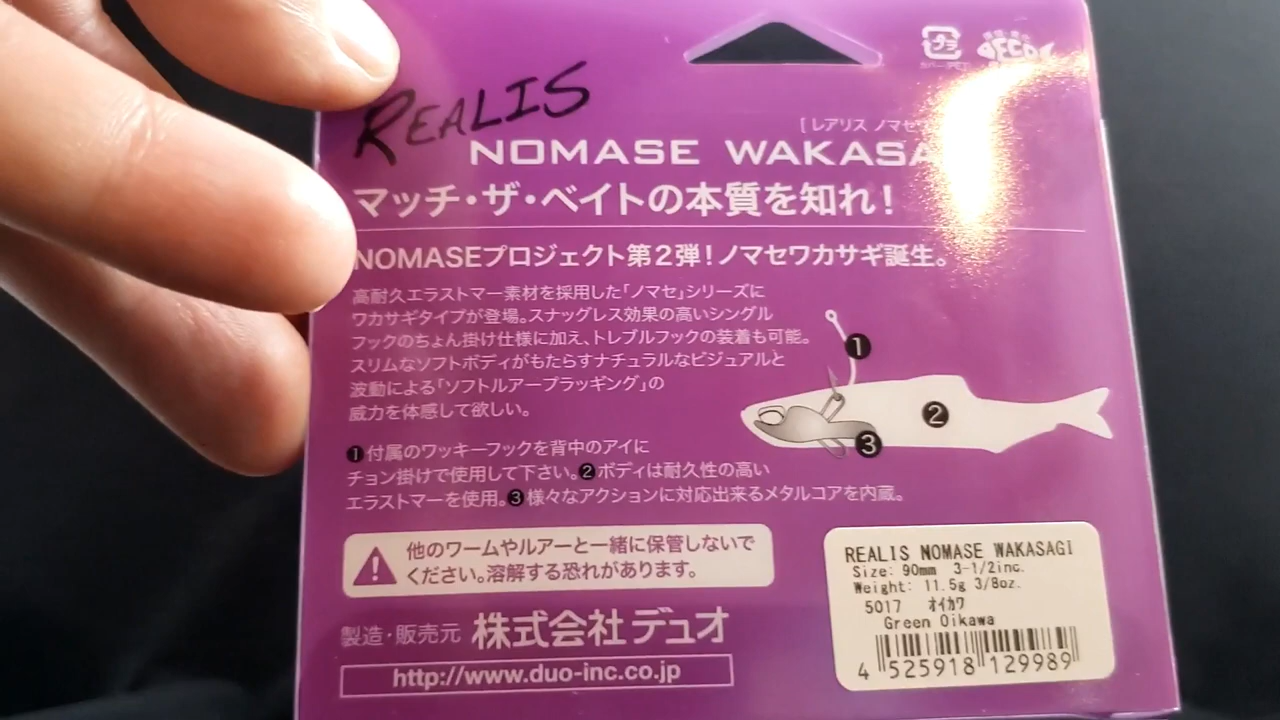 プラ
ECO
REALIS
[ レアリス ノマセ
NOMASE WAKASA
マッチ・ザ・ベイトの本質を知れ!
NOMASEプロジェクト第2弾!ノマセワカサギ誕生。
高耐久エラストマー素材を採用した「ノマセ」シリーズに
ワカサギタイプが登場。スナッグレス効果の高いシングル
フックのちょん掛け仕様に加え、トレブルフックの装着も可能。
スリムなソフトボディがもたらすナチュラルなビジュアルと
波動による「ソフトルアープラッギング」の
威力を体感して欲しい。
❶付属のワッキーフックを背中のアイに
チョン掛けで使用して下さい。❷ボディは耐久性の高い
エラストマーを使用。❸様々なアクションに対応出来るメタルコアを内蔵。
❶
❷
❸
他のワームやルアーと一緒に保管しないで
ください。溶解する恐れがあります。
製造・販売元 株式会社デュオ
http://www.duo-inc.co.jp
REALIS NOMASE WAKASAGI
Size: 90mm 3-1/2inc.
Weight: 11.5g 3/8oz.
5017 オイカワ
Green Oikawa
4 525918 129989